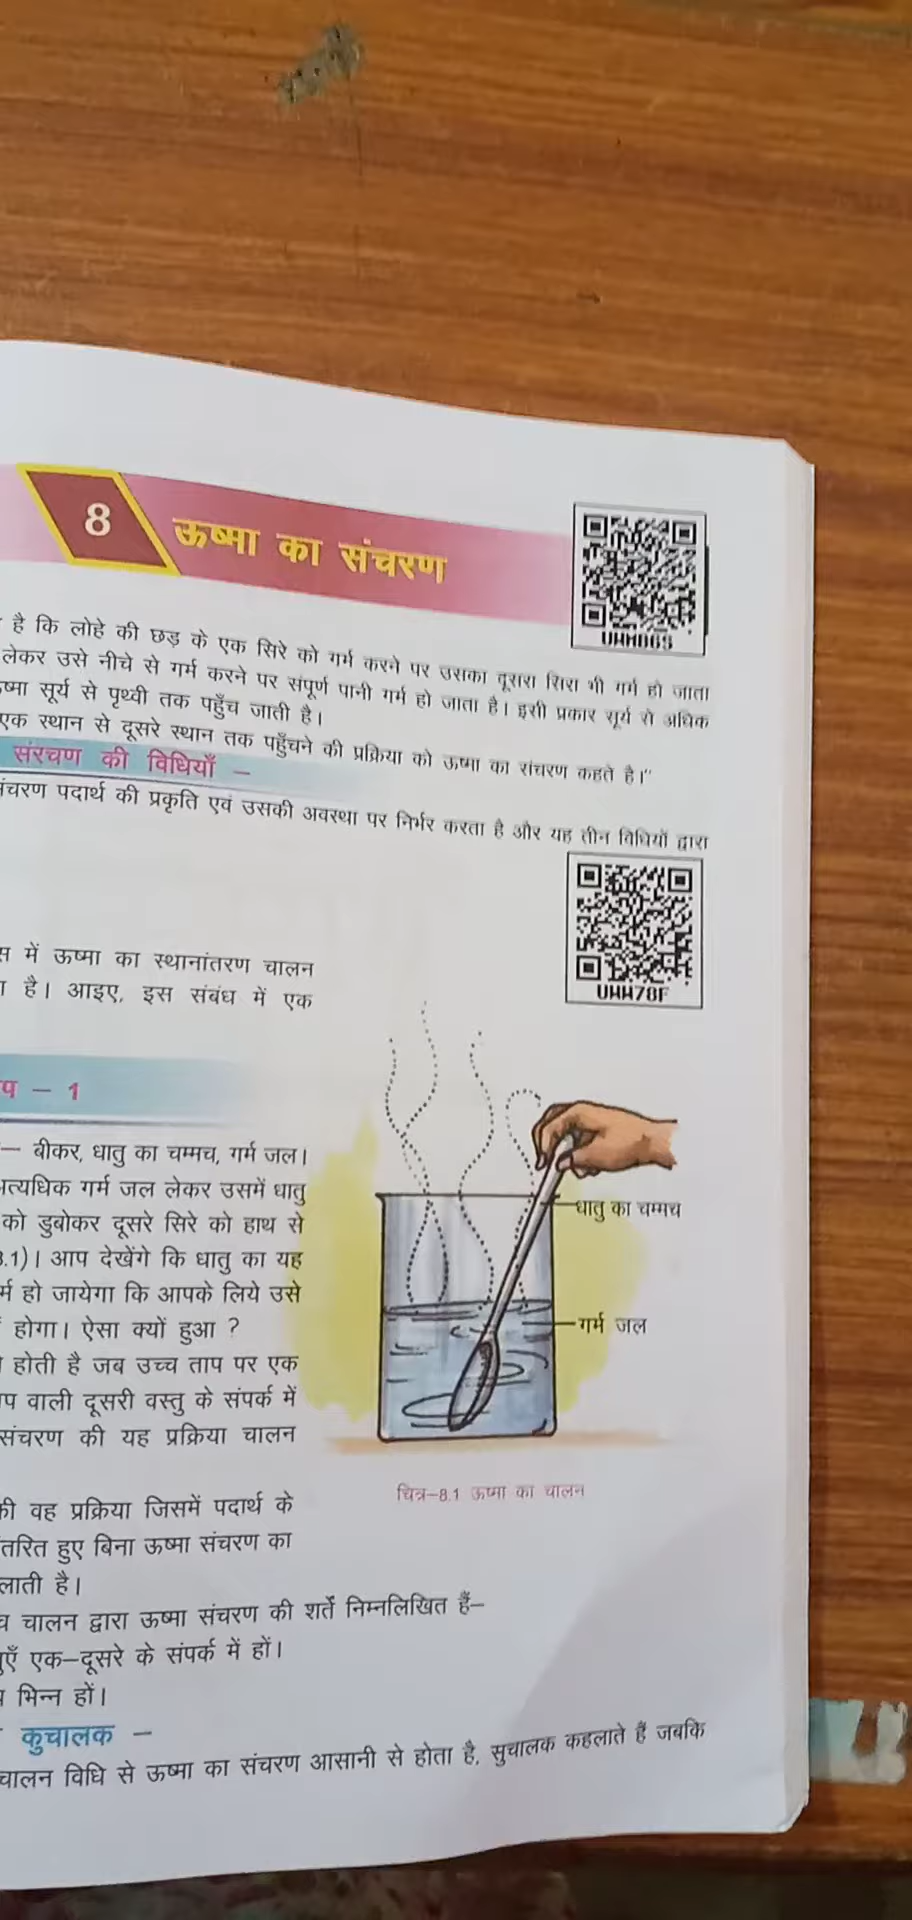 8
ऊष्मा का संचरण
UWM06S
है कि लोहे की छड़ के एक सिरे को गर्म करने पर उसका दूसरा सिरा भी गर्म हो जाता
लेकर उसे नीचे से गर्म करने पर संपूर्ण पानी गर्म हो जाता है। इसी प्रकार सूर्य से अधिक
सूर्य से पृथ्वी तक पहुँच जाती है।
एक स्थान से दूसरे स्थान तक पहुँचने की प्रक्रिया को ऊष्मा का संचरण कहते है।"
संरचण की विधियाँ –
पदार्थ की प्रकृति एवं उसकी अवस्था पर निर्भर करता है और यह तीन विधियों द्वारा
UWW78F
में ऊष्मा का स्थानांतरण चालन
है। आइए, इस संबंध में एक
– 1
– बीकर, धातु का चम्मच, गर्म जल।
गर्म जल लेकर उसमें धातु
को डुबोकर दूसरे सिरे को हाथ से
.1)। आप देखेंगे कि धातु का यह
हो जायेगा कि आपके लिये उसे
होगा। ऐसा क्यों हुआ ?
होती है जब उच्च ताप पर एक
वाली दूसरी वस्तु के संपर्क में
संचरण की यह प्रक्रिया चालन
धातु का चम्मच
गर्म जल
चित्र–8.1 ऊष्मा का चालन
की वह प्रक्रिया जिसमें पदार्थ के
हुए बिना ऊष्मा संचरण का
है।
चालन द्वारा ऊष्मा संचरण की शर्ते निम्नलिखित हैं–
एक–दूसरे के संपर्क में हों।
भिन्न हों।
कुचालक –
चालन विधि से ऊष्मा का संचरण आसानी से होता है, सुचालक कहलाते हैं जबकि